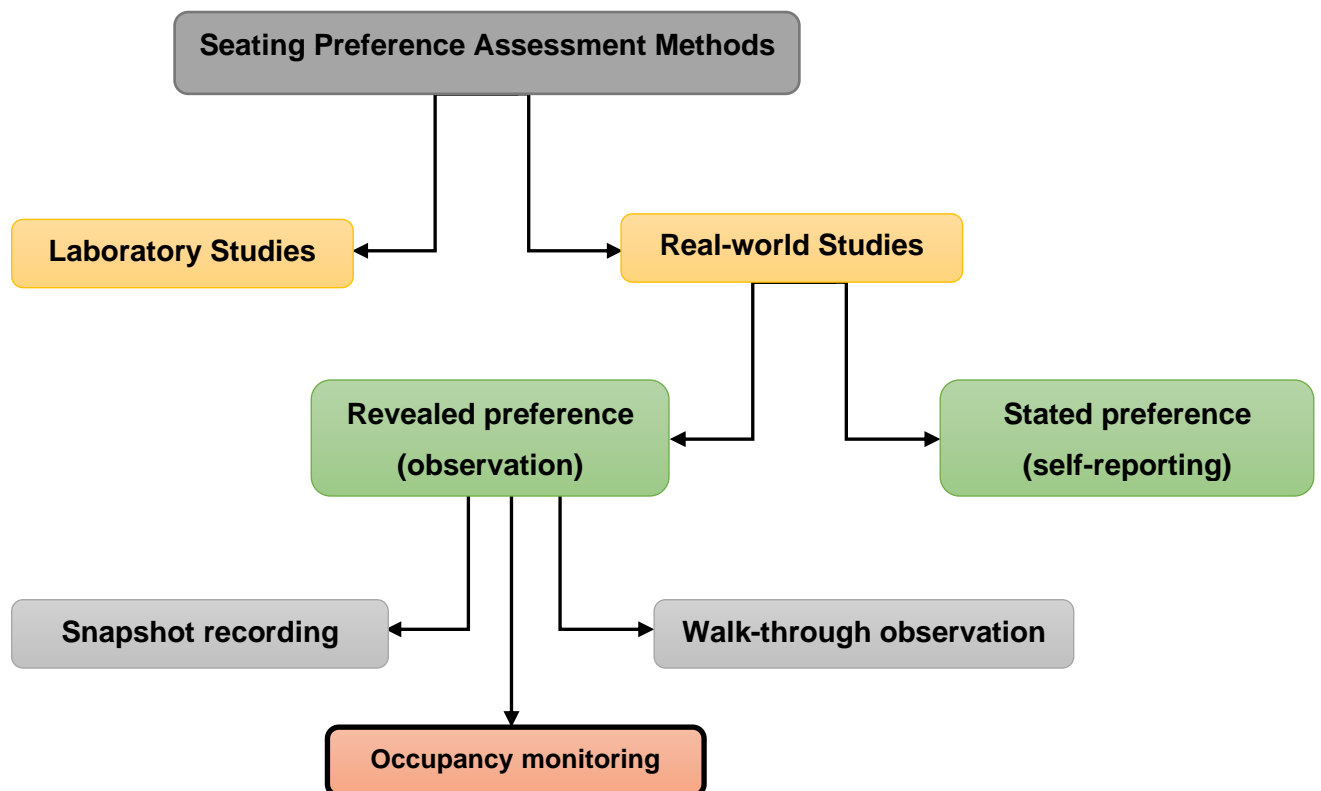 Seating Preference Assessment Methods
Laboratory Studies
Real-world Studies
Revealed preference
(observation)
Stated preference
(self-reporting)
Snapshot recording
Walk-through observation
Occupancy monitoring